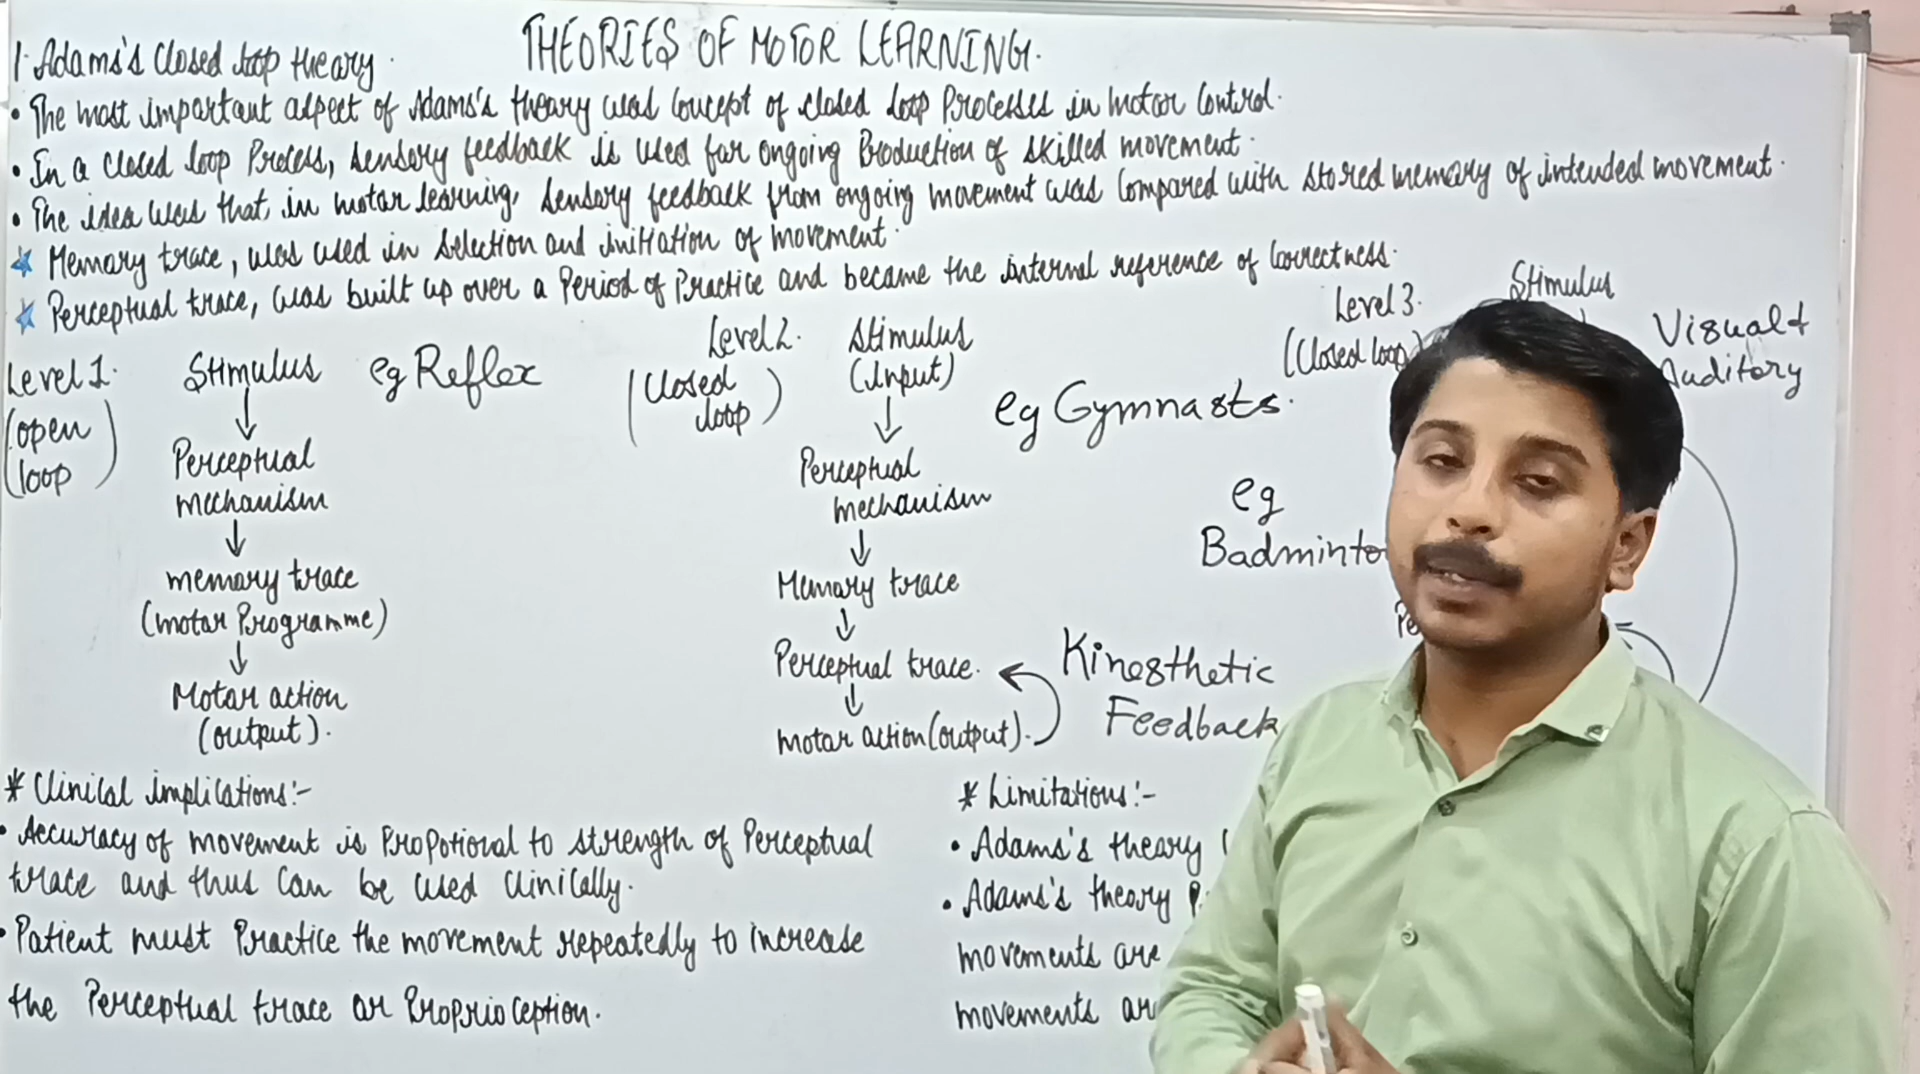 THEORIES OF MOTOR LEARNING.
1. Adams's Closed loop theory.
• The most important aspect of Adams's theory was concept of closed loop Processes in motor control.
• In a closed loop Process, sensory feedback is used for ongoing Production of skilled movement.
• The idea was that, in motor learning, sensory feedback from ongoing movement was compared with stored memory of intended movement.
☆ Memory trace, was used in selection and initiation of movement.
☆ Perceptual trace, was built up over a Period of Practice and became the internal reference of correctness.
Level 1.
(open loop)
Stimulus
eg Reflex
↓
Perceptual
mechanism
↓
memory trace
(motor Programme)
↓
Motor action
(output).
Level 2.
(Closed loop)
Stimulus
(Input)
eg Gymnasts.
↓
Perceptual
mechanism
↓
Memory trace
↓
Perceptual trace.
↓
motor action (output).
Kinesthetic
Feedback
Level 3.
(Closed loop)
Stimulus
Visual &
Auditory
eg
Badminto
Pe
* Clinical implications:-
• Accuracy of movement is Propotional to strength of Perceptual
trace and thus can be used clinically.
• Patient must Practice the movement repeatedly to increase
the Perceptual trace or Proprioception.
* Limitations:-
• Adams's theory
• Adams's theory
movements are
movements ar